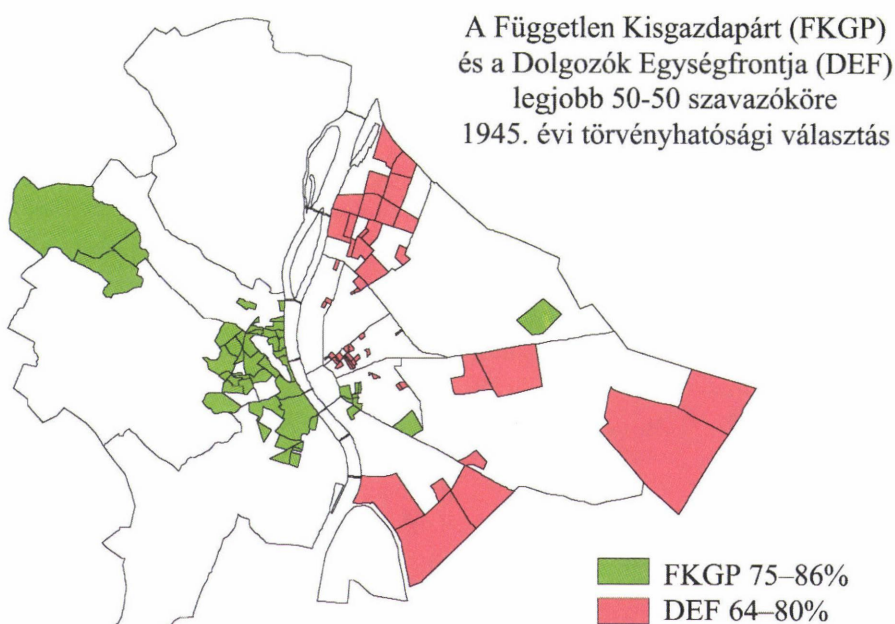 A Független Kisgazdapárt (FKGP)
és a Dolgozók Egységfrontja (DEF)
legjobb 50-50 szavazóköre
1945. évi törvényhatósági választás
FKGP 75–86%
DEF 64–80%